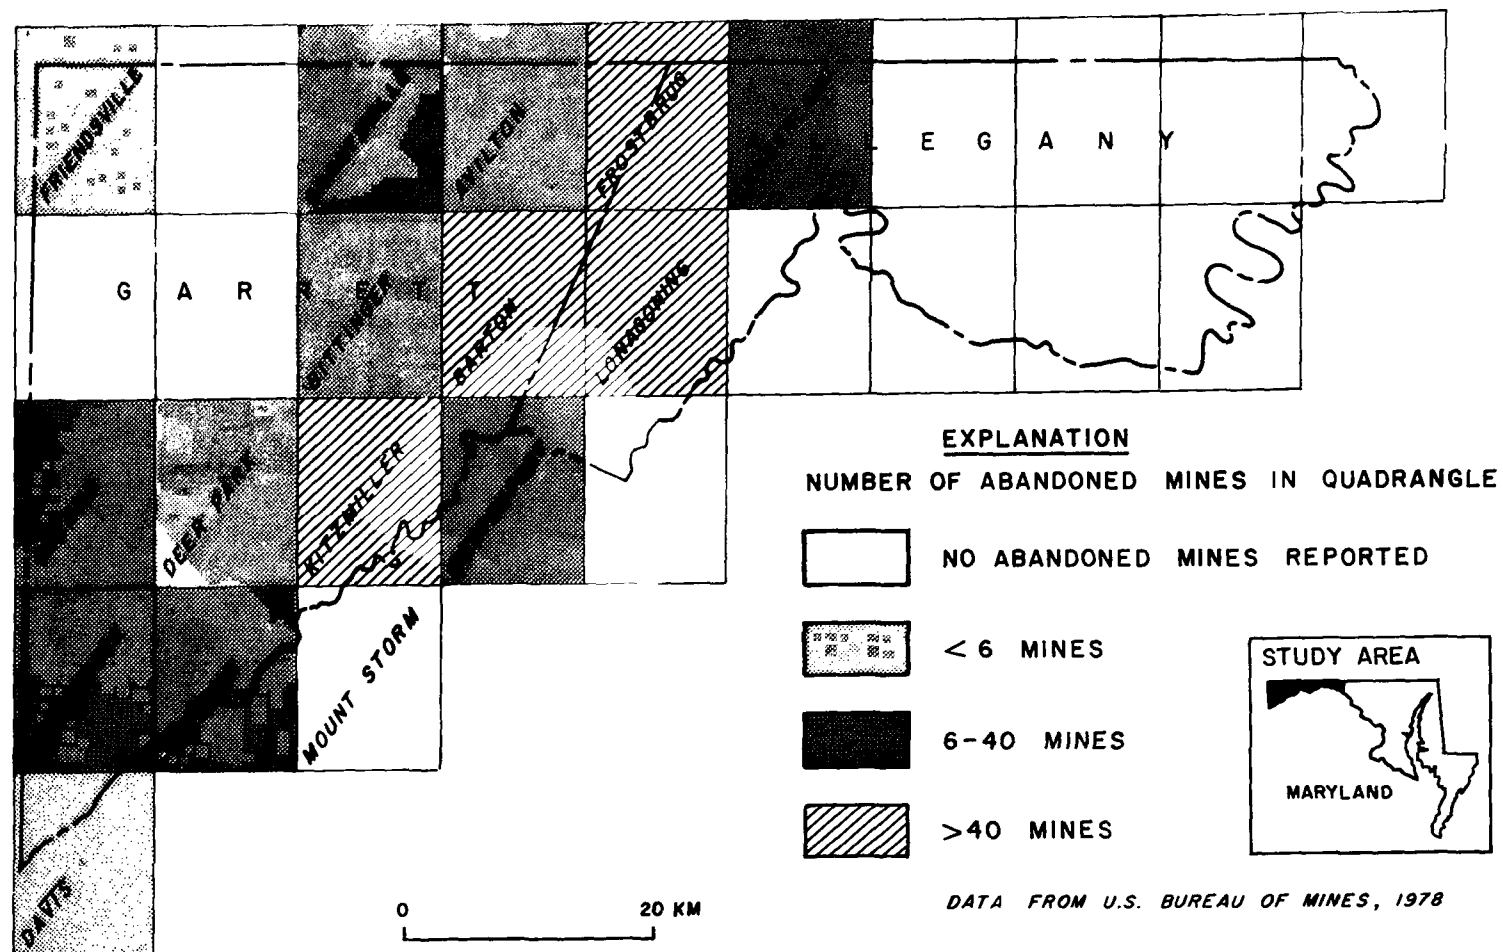 FRIENDSVILLE
AVILTON
FROSTBRUG
L E G A N Y
G A R R E T T
BITTINGER
BARTON
LONACONING
DEER PARK
KITZMILLER
MOUNT STORM
DAVIS
EXPLANATION
NUMBER OF ABANDONED MINES IN QUADRANGLE
NO ABANDONED MINES REPORTED
< 6 MINES
6-40 MINES
>40 MINES
STUDY AREA
MARYLAND
0 20 KM
DATA FROM U.S. BUREAU OF MINES, 1978